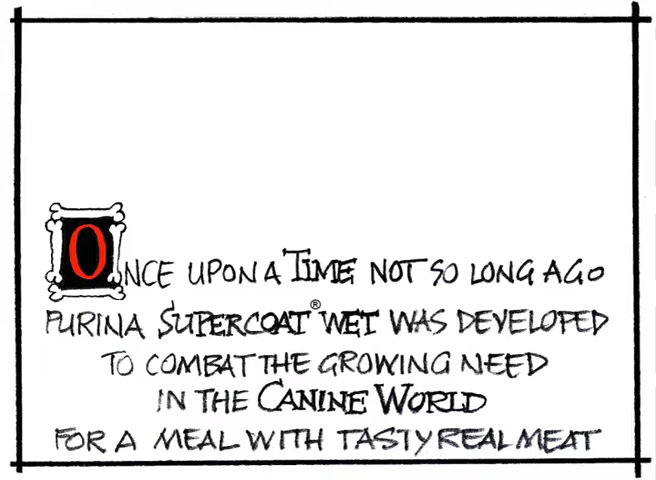 ONCE UPON A TIME NOT SO LONG AGO
PURINA SUPERCOAT® WET WAS DEVELOPED
TO COMBAT THE GROWING NEED
IN THE CANINE WORLD
FOR A MEAL WITH TASTY REAL MEAT